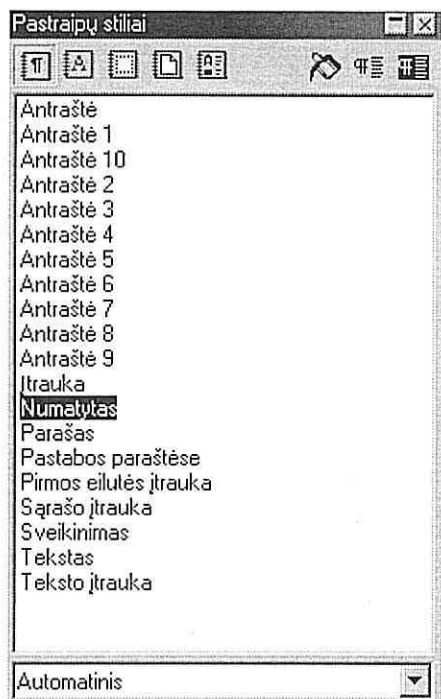 Pastraipų stiliai
Antraštė
Antraštė 1
Antraštė 10
Antraštė 2
Antraštė 3
Antraštė 4
Antraštė 5
Antraštė 6
Antraštė 7
Antraštė 8
Antraštė 9
Įtrauka
Numatytas
Parašas
Pastabos paraštėse
Pirmos eilutės įtrauka
Sąrašo įtrauka
Sveikinimas
Tekstas
Teksto įtrauka
Automatinis